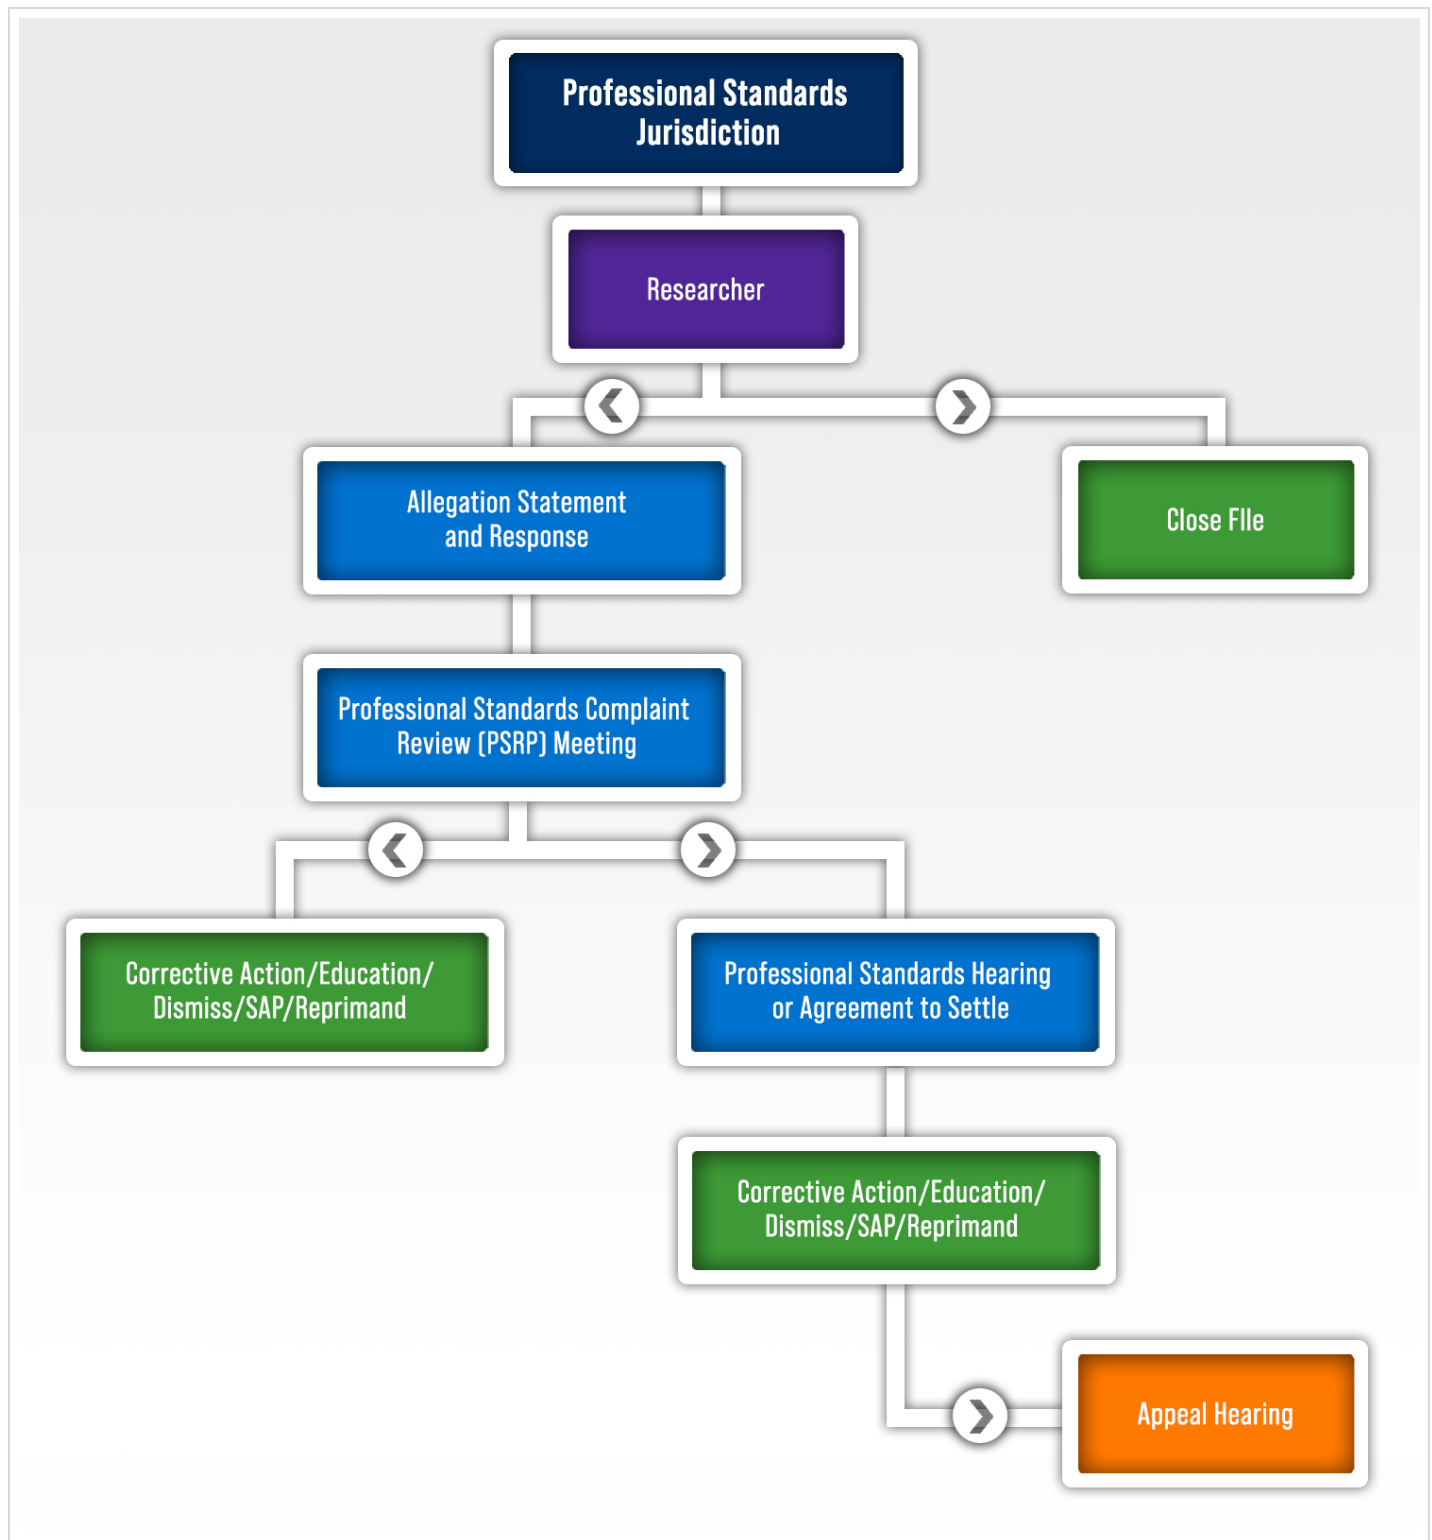 Professional Standards
Jurisdiction
Researcher
Allegation Statement
and Response
Close FIle
Professional Standards Complaint
Review (PSRP) Meeting
Corrective Action/Education/
Dismiss/SAP/Reprimand
Professional Standards Hearing
or Agreement to Settle
Corrective Action/Education/
Dismiss/SAP/Reprimand
Appeal Hearing